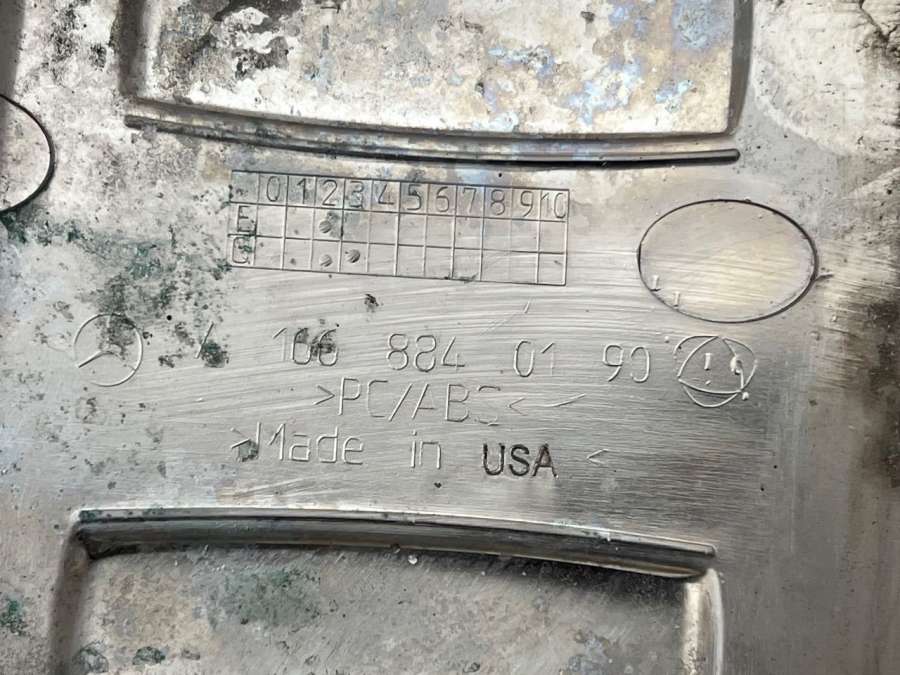 0 1 2 3 4 5 6 7 8 9 10
E
G
A 166 884 01 90
>PC/ABS<
>Made in USA <